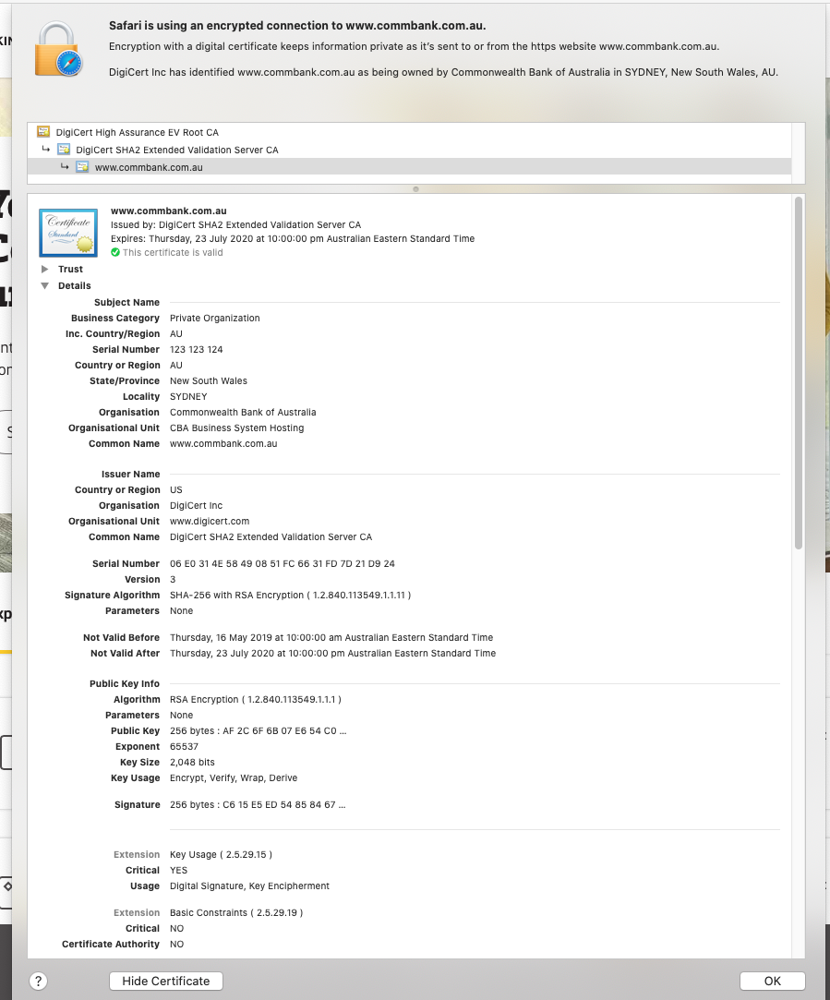 Safari is using an encrypted connection to www.commbank.com.au.
Encryption with a digital certificate keeps information private as it’s sent to or from the https website www.commbank.com.au.
DigiCert Inc has identified www.commbank.com.au as being owned by Commonwealth Bank of Australia in SYDNEY, New South Wales, AU.
DigiCert High Assurance EV Root CA
↳ DigiCert SHA2 Extended Validation Server CA
↳ www.commbank.com.au
Certificate
Standard
www.commbank.com.au
Issued by: DigiCert SHA2 Extended Validation Server CA
Expires: Thursday, 23 July 2020 at 10:00:00 pm Australian Eastern Standard Time
This certificate is valid
Trust
Details
Subject Name
Business Category Private Organization
Inc. Country/Region AU
Serial Number 123 123 124
Country or Region AU
State/Province New South Wales
Locality SYDNEY
Organisation Commonwealth Bank of Australia
Organisational Unit CBA Business System Hosting
Common Name www.commbank.com.au
Issuer Name
Country or Region US
Organisation DigiCert Inc
Organisational Unit www.digicert.com
Common Name DigiCert SHA2 Extended Validation Server CA
Serial Number 06 E0 31 4E 58 49 08 51 FC 66 31 FD 7D 21 D9 24
Version 3
Signature Algorithm SHA-256 with RSA Encryption ( 1.2.840.113549.1.1.11 )
Parameters None
Not Valid Before Thursday, 16 May 2019 at 10:00:00 am Australian Eastern Standard Time
Not Valid After Thursday, 23 July 2020 at 10:00:00 pm Australian Eastern Standard Time
Public Key Info
Algorithm RSA Encryption ( 1.2.840.113549.1.1.1 )
Parameters None
Public Key 256 bytes : AF 2C 6F 6B 07 E6 54 C0 ...
Exponent 65537
Key Size 2,048 bits
Key Usage Encrypt, Verify, Wrap, Derive
Signature 256 bytes : C6 15 E5 ED 54 85 84 67 ...
Extension Key Usage ( 2.5.29.15 )
Critical YES
Usage Digital Signature, Key Encipherment
Extension Basic Constraints ( 2.5.29.19 )
Critical NO
Certificate Authority NO
? Hide Certificate OK